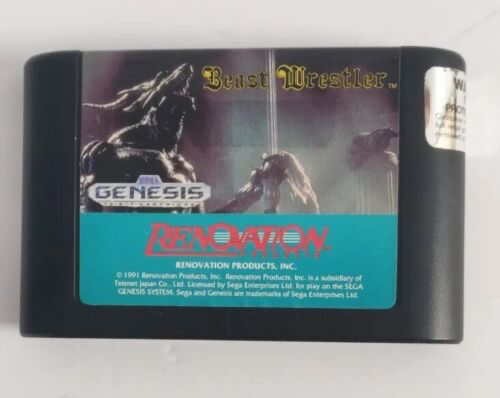 Beast Wrestler™
SEGA
GENESIS
16-BIT CARTRIDGE
RENOVATION
PRODUCTS
RENOVATION PRODUCTS, INC.
© 1991 Renovation Products, Inc. Renovation Products, Inc. is a subsidiary of
Telenet Japan Co., Ltd. Licensed by Sega Enterprises Ltd. for play on the SEGA
GENESIS SYSTEM. Sega and Genesis are trademarks of Sega Enterprises Ltd.